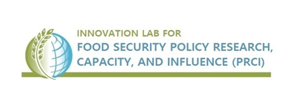 INNOVATION LAB FOR
FOOD SECURITY POLICY RESEARCH,
CAPACITY, AND INFLUENCE (PRCI)